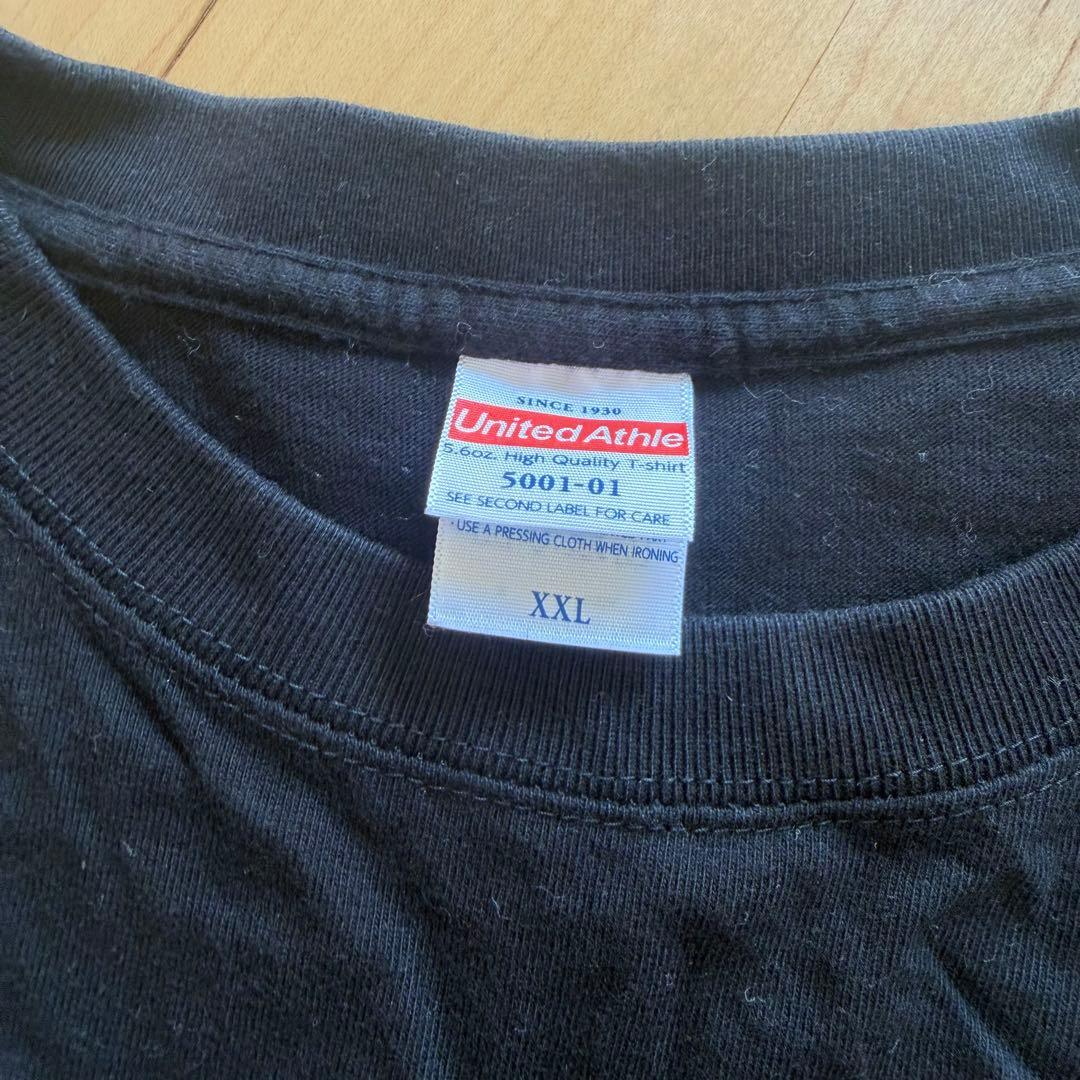 SINCE 1930
United Athle
5.6oz. High Quality T-shirt
5001-01
SEE SECOND LABEL FOR CARE
・USE A PRESSING CLOTH WHEN IRONING
XXL